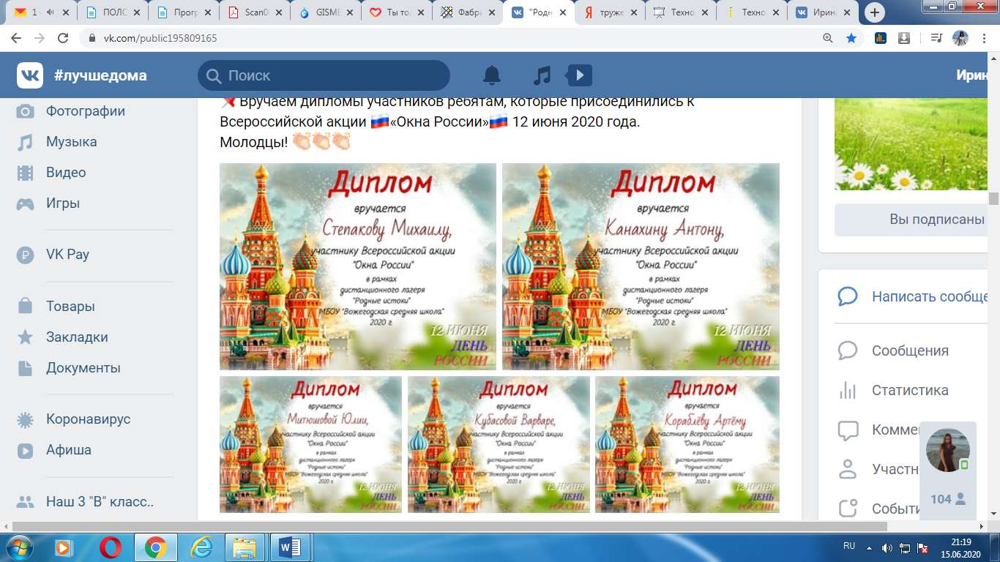 1
ПОЛО
Прогр
Scan0
GISME
Ты тол
Фабри
"Родн
труже
Техно
Техно
Ирина
vk.com/public195809165
#лучшедома
Поиск
Ирин
Фотографии
Музыка
Видео
Игры
VK Pay
Товары
Закладки
Документы
Коронавирус
Афиша
Наш 3 "В" класс..
Вручаем дипломы участников ребятам, которые присоединились к
Всероссийской акции 🇷🇺«Окна России»🇷🇺 12 июня 2020 года.
Молодцы! 👏🏻👏🏻👏🏻
Диплом
вручается
Степакову Михаилу,
участнику Всероссийской акции
"Окна России"
в рамках
дистанционного лагеря
"Родные истоки"
МБОУ "Вожегодская средняя школа"
2020 г.
12 ИЮНЯ
ДЕНЬ
РОССИИ
Диплом
вручается
Канахину Антону,
участнику Всероссийской акции
"Окна России"
в рамках
дистанционного лагеря
"Родные истоки"
МБОУ "Вожегодская средняя школа"
2020 г.
12 ИЮНЯ
ДЕНЬ
РОССИИ
Диплом
вручается
Митюшовой Юлии,
участнику Всероссийской акции
"Окна России"
в рамках
дистанционного лагеря
"Родные истоки"
МБОУ "Вожегодская средняя школа"
2020 г.
12 ИЮНЯ
ДЕНЬ
РОССИИ
Диплом
вручается
Кубасовой Варваре,
участнику Всероссийской акции
"Окна России"
в рамках
дистанционного лагеря
"Родные истоки"
МБОУ "Вожегодская средняя школа"
2020 г.
12 ИЮНЯ
ДЕНЬ
РОССИИ
Диплом
вручается
Кораблёву Артёму
участнику Всероссийской акции
"Окна России"
в рамках
дистанционного лагеря
"Родные истоки"
МБОУ "Вожегодская средняя школа"
2020 г.
12 ИЮНЯ
ДЕНЬ
РОССИИ
Вы подписаны
Написать сообще
Сообщения
Статистика
Комме
Участн
Событи
104
RU
21:19
15.06.2020